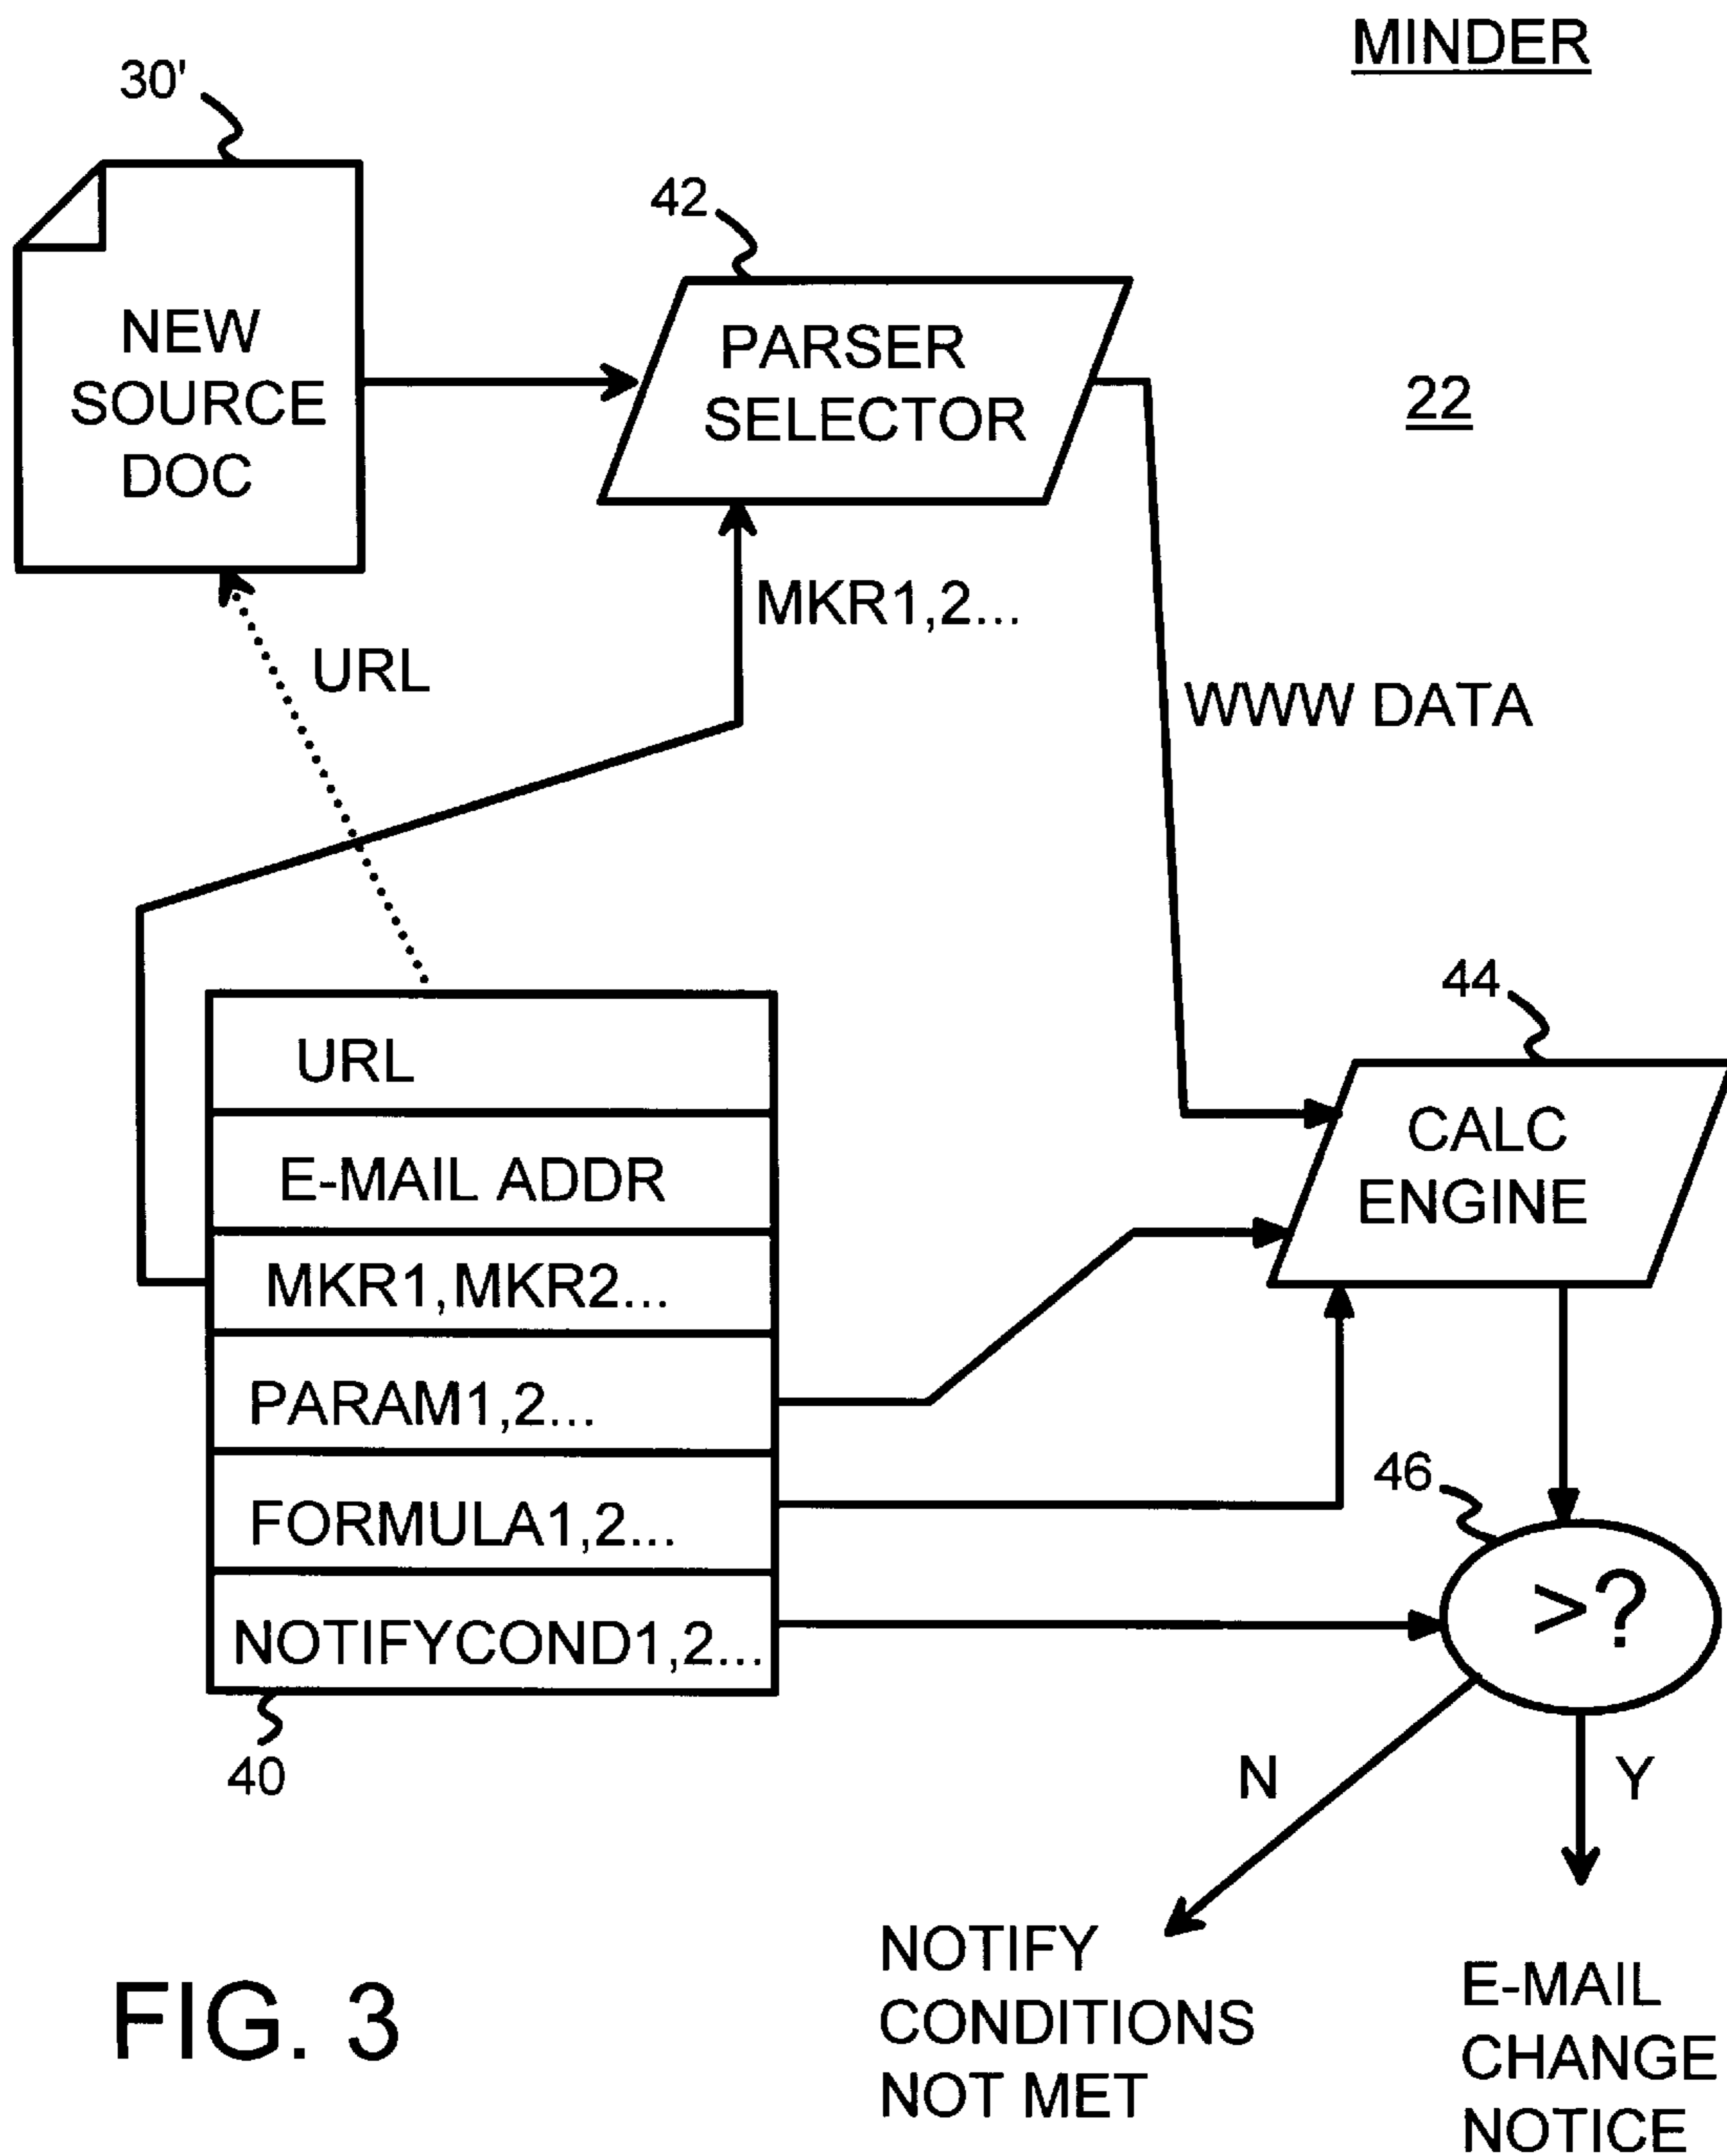 MINDER
30'
42
NEW
SOURCE
DOC
PARSER
SELECTOR
22
MKR1,2...
URL
WWW DATA
44
URL
E-MAIL ADDR
MKR1,MKR2...
PARAM1,2...
FORMULA1,2...
NOTIFYCOND1,2...
40
CALC
ENGINE
46
>?
N
Y
NOTIFY
CONDITIONS
NOT MET
E-MAIL
CHANGE
NOTICE
FIG. 3